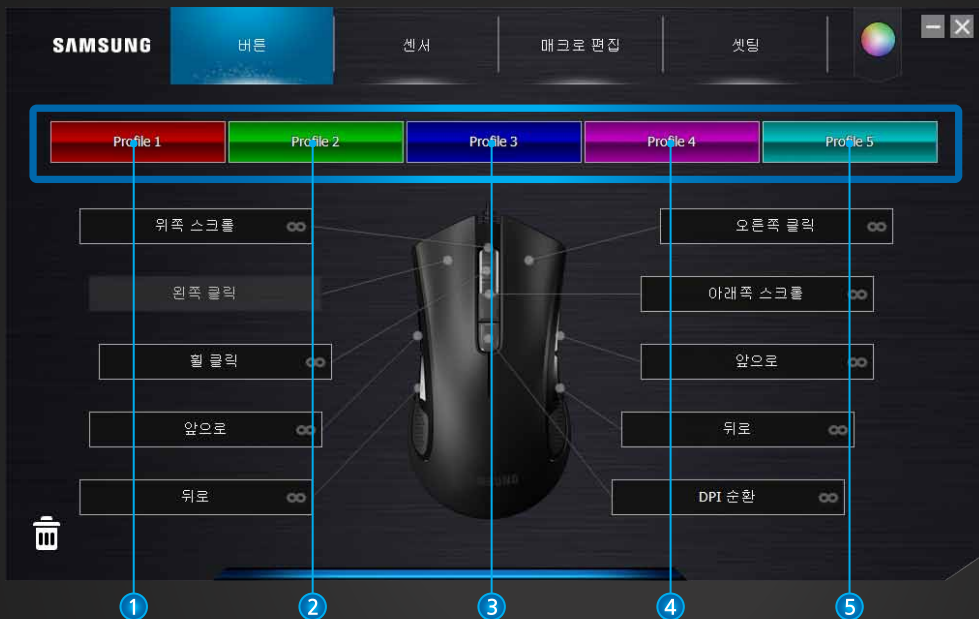 SAMSUNG 버튼 센서 매크로 편집 셋팅
Profile 1 Profile 2 Profile 3 Profile 4 Profile 5
위쪽 스크롤 오른쪽 클릭
왼쪽 클릭 아래쪽 스크롤
휠 클릭 앞으로
앞으로 뒤로
뒤로 DPI 순환
1 2 3 4 5